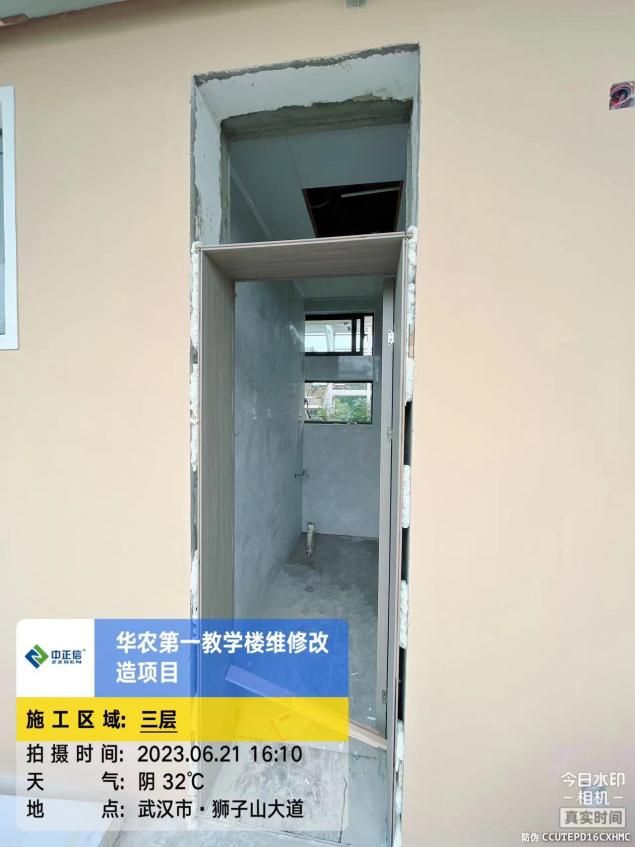 中正信®
ZZSEN
华农第一教学楼维修改
造项目
施工区域: 三层
拍摄时间: 2023.06.21 16:10
天气: 阴 32℃
地点: 武汉市·狮子山大道
今日水印
-相机-
真实时间
防伪 CCUTEPD16CXHMC